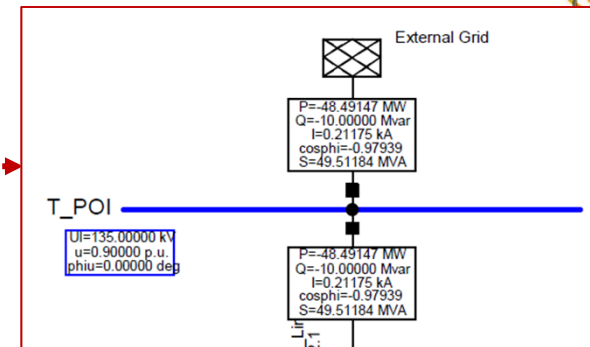 External Grid
P=-48.49147 MW
Q=-10.00000 Mvar
I=0.21175 kA
cosphi=-0.97939
S=49.51184 MVA
T_POI
Ul=135.00000 kV
u=0.90000 p.u.
phiu=0.00000 deg
P=-48.49147 MW
Q=-10.00000 Mvar
I=0.21175 kA
cosphi=-0.97939
S=49.51184 MVA